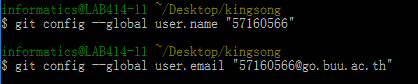 informatics@LAB414-11 ~/Desktop/kingsong
$ git config --global user.name "57160566"
informatics@LAB414-11 ~/Desktop/kingsong
$ git config --global user.email "57160566@go.buu.ac.th"